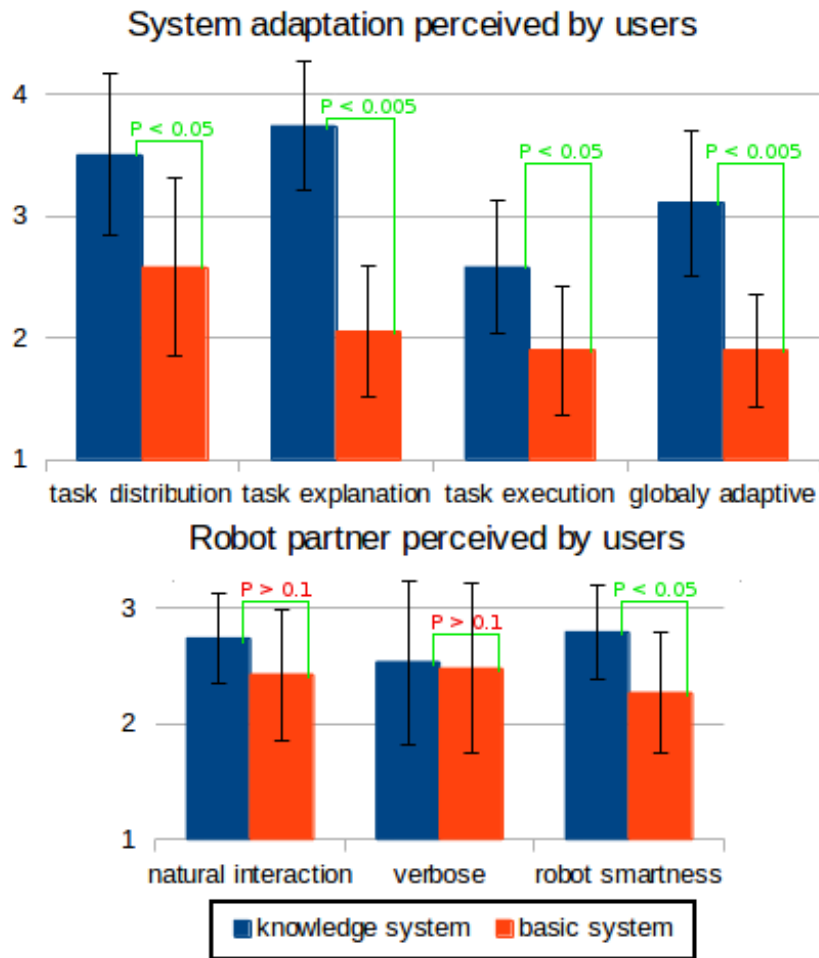 System adaptation perceived by users
4
P < 0.05
P < 0.005
P < 0.05
P < 0.005
3
2
1
task distribution task explanation task execution globaly adaptive
Robot partner perceived by users
3
P > 0.1
P > 0.1
P < 0.05
2
1
natural interaction verbose robot smartness
knowledge system basic system